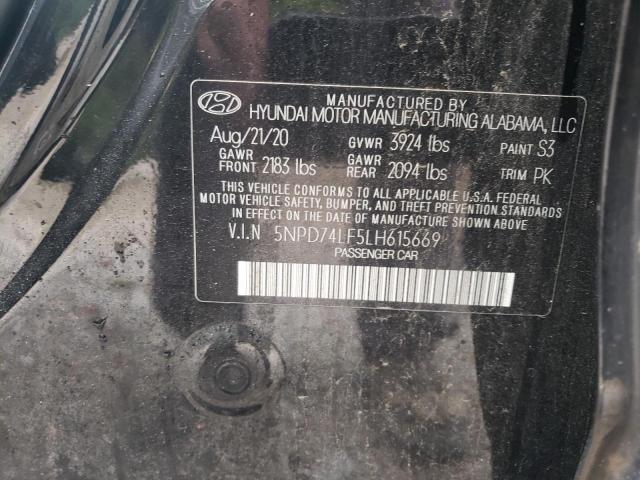 MANUFACTURED BY
HYUNDAI MOTOR MANUFACTURING ALABAMA, LLC
Aug/21/20 GVWR 3924 lbs PAINT S3
GAWR FRONT 2183 lbs GAWR REAR 2094 lbs TRIM PK
THIS VEHICLE CONFORMS TO ALL APPLICABLE U.S.A. FEDERAL
MOTOR VEHICLE SAFETY, BUMPER, AND THEFT PREVENTION
STANDARDS IN EFFECT ON THE DATE OF MANUFACTURE SHOWN ABOVE.
V.I.N 5NPD74LF5LH615669
PASSENGER CAR